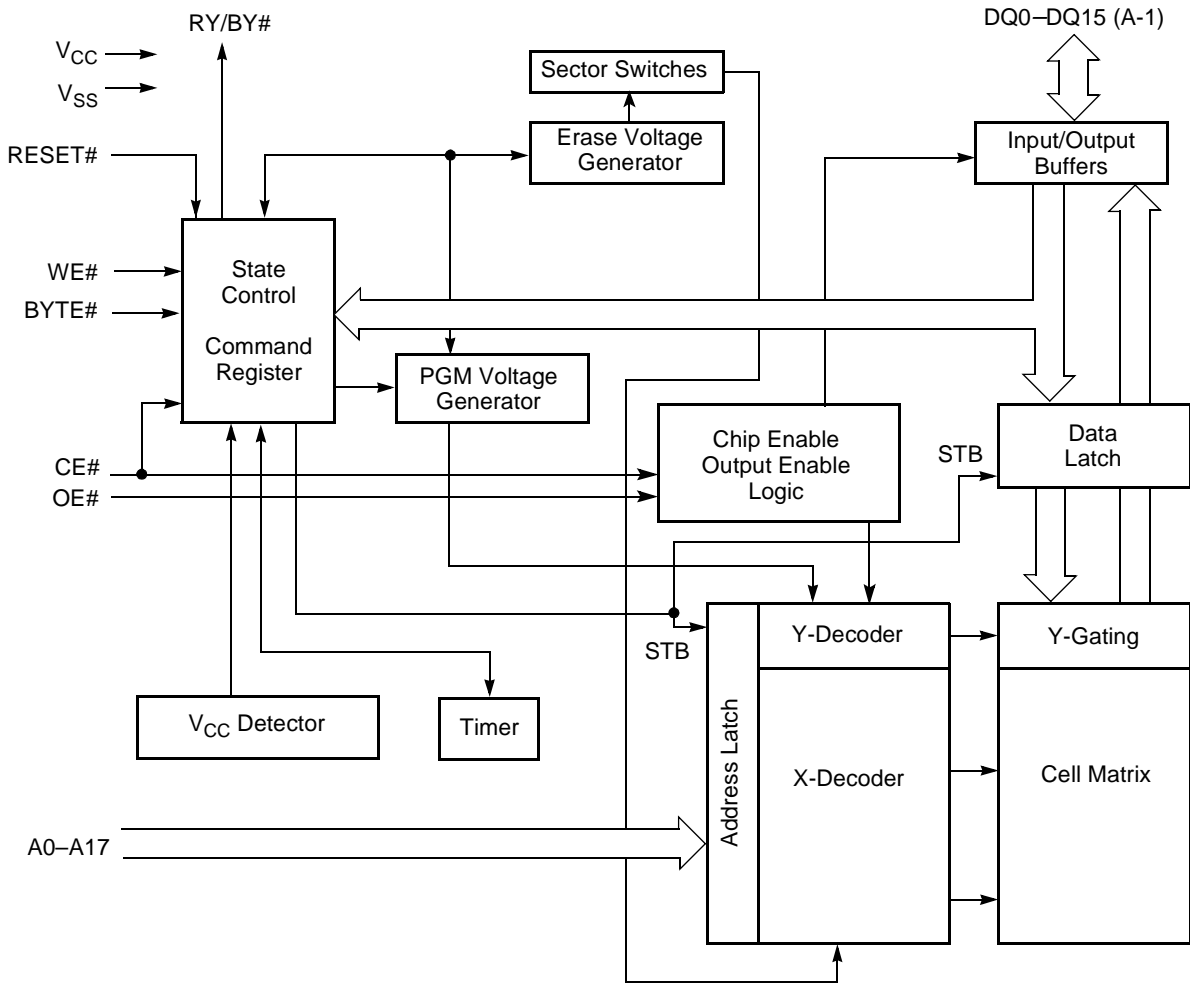 RY/BY#
DQ0–DQ15 (A-1)
VCC
VSS
Sector Switches
Erase Voltage
Generator
RESET#
Input/Output
Buffers
WE#
BYTE#
State
Control
Command
Register
PGM Voltage
Generator
Chip Enable
Output Enable
Logic
Data
Latch
STB
CE#
OE#
STB
Y-Decoder
Y-Gating
VCC Detector
Timer
Address Latch
X-Decoder
Cell Matrix
A0–A17